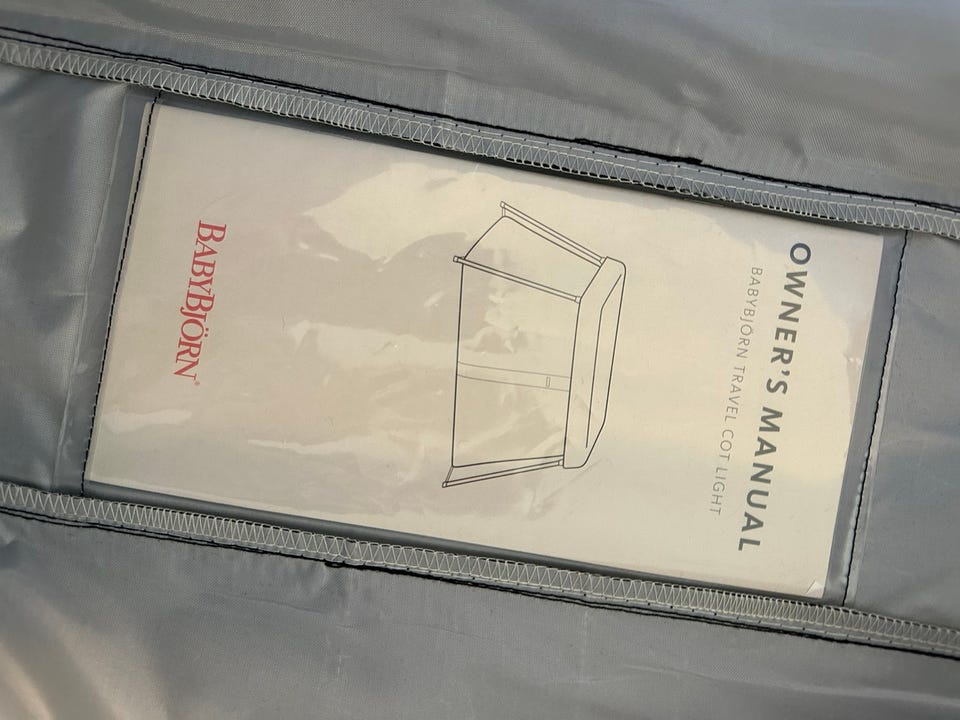 OWNER'S MANUAL
BABYBJÖRN TRAVEL COT LIGHT
BABYBJÖRN®